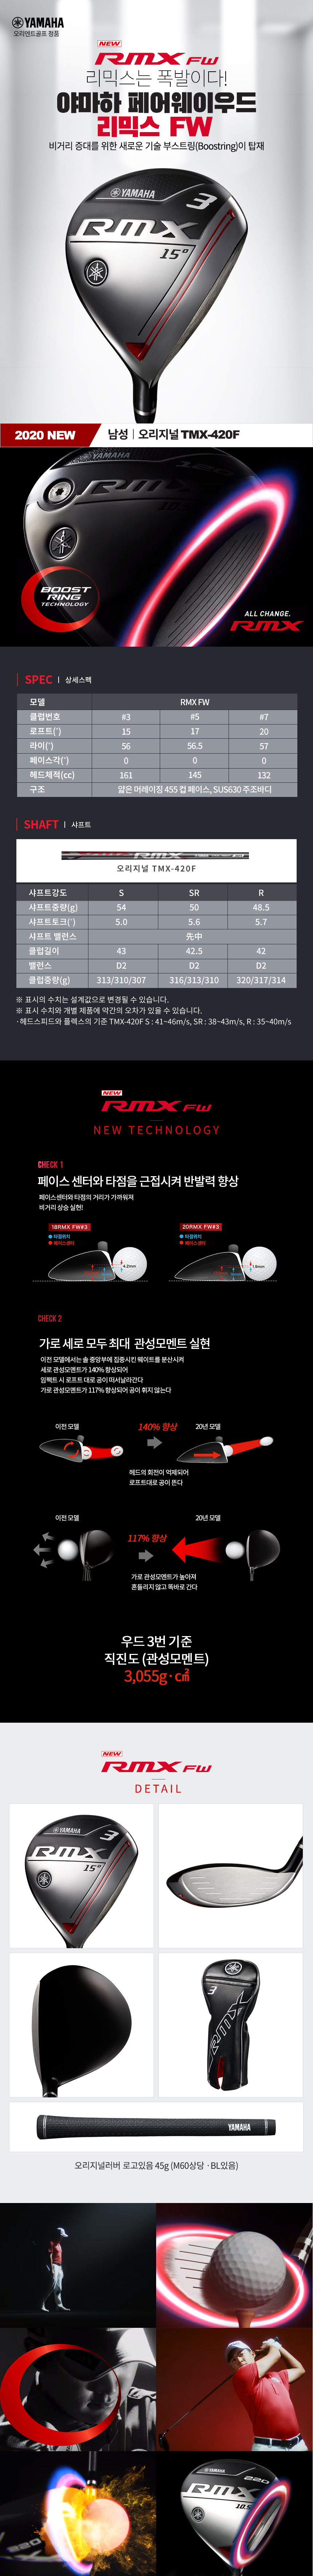 YAMAHA
오리엔트골프 정품
NEW
RMX FW
리믹스는 폭발이다!
야마하 페어웨이우드
리믹스 FW
비거리 증대를 위한 새로운 기술 부스트링(Boostring)이 탑재
YAMAHA
3
RMX
15°
2020 NEW 남성 | 오리지널 TMX-420F
RMX
10.5
BOOST
RING
TECHNOLOGY
ALL CHANGE.
RMX
SPEC | 상세스펙
모델 RMX FW
클럽번호 #3 #5 #7
로프트(˚) 15 17 20
라이(˚) 56 56.5 57
페이스각(˚) 0 0 0
헤드체적(cc) 161 145 132
구조 얇은 머레이징 455 컵 페이스, SUS630 주조바디
SHAFT | 샤프트
오리지널 TMX-420F
샤프트강도 S SR R
샤프트중량(g) 54 50 48.5
샤프트토크(˚) 5.0 5.6 5.7
샤프트 밸런스 先中
클럽길이 43 42.5 42
밸런스 D2 D2 D2
클럽중량(g) 313/310/307 316/313/310 320/317/314
※ 표시의 수치는 설계값으로 변경될 수 있습니다.
※ 표시 수치와 개별 제품에 약간의 오차가 있을 수 있습니다.
· 헤드스피드와 플렉스의 기준 TMX-420F S : 41~46m/s, SR : 38~43m/s, R : 35~40m/s
NEW
RMX FW
NEW TECHNOLOGY
CHECK 1
페이스 센터와 타점을 근접시켜 반발력 향상
페이스센터와 타점의 거리가 가까워져
비거리 상승 실현!
18RMX FW#3
타점위치
페이스센터
4.2mm
20RMX FW#3
타점위치
페이스센터
1.9mm
CHECK 2
가로 세로 모두 최대 관성모멘트 실현
이전 모델에서는 솔 중앙부에 집중시킨 웨이트를 분산시켜
세로 관성모멘트가 140% 향상되어
임팩트 시 로프트 대로 공이 떠서날라간다
가로 관성모멘트가 117% 향상되어 공이 휘지 않는다
이전 모델 140% 향상 20년 모델
헤드의 회전이 억제되어
로프트대로 공이 뜬다
이전 모델 117% 향상 20년 모델
가로 관성모멘트가 높아져
흔들리지 않고 똑바로 간다
우드 3번 기준
직진도 (관성모멘트)
3,055g·c㎡
NEW
RMX FW
DETAIL
YAMAHA
3
RMX
15°
3
RMX
YAMAHA
오리지널러버 로고있음 45g (M60상당 · BL있음)
YAMAHA
220
RMX
10.5